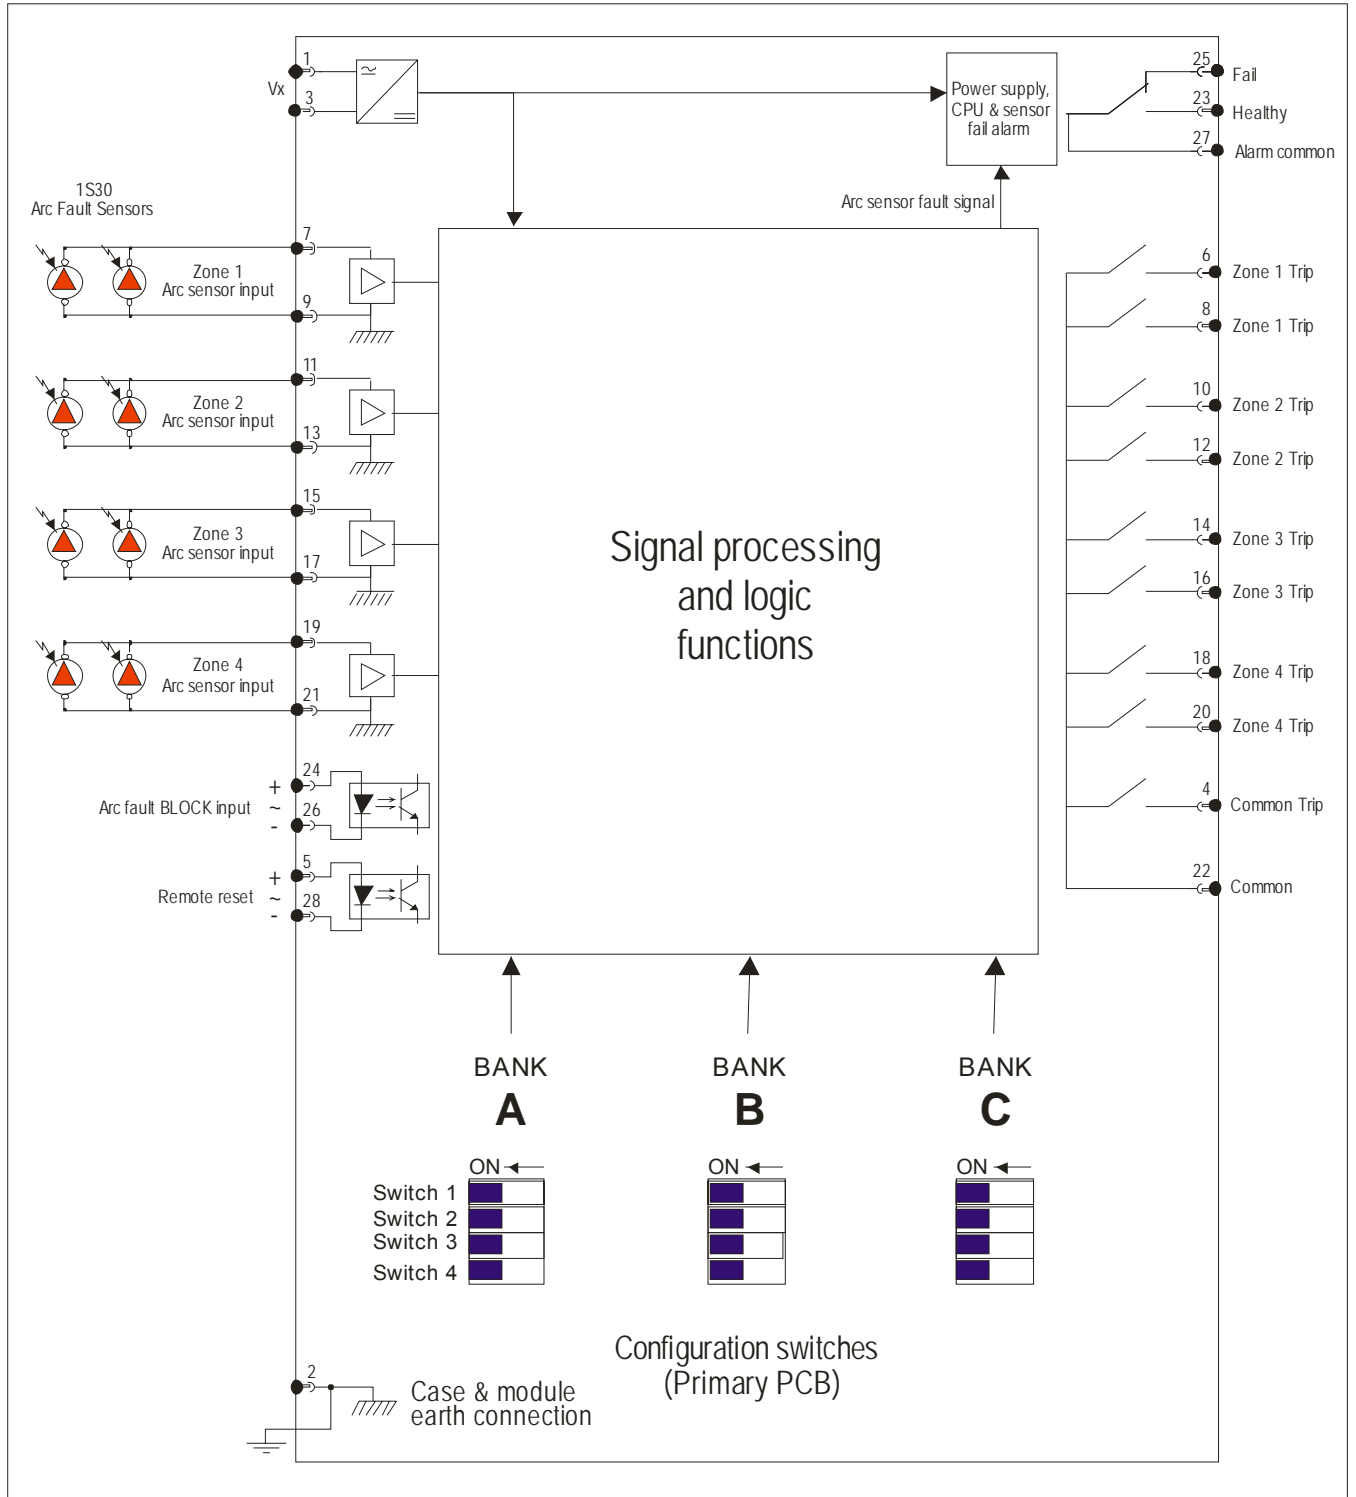 1
Vx
3
Power supply,
CPU & sensor
fail alarm
25
Fail
23
Healthy
27
Alarm common
1S30
Arc Fault Sensors
Arc sensor fault signal
7
Zone 1
Arc sensor input
9
11
Zone 2
Arc sensor input
13
15
Zone 3
Arc sensor input
17
19
Zone 4
Arc sensor input
21
24
+
Arc fault BLOCK input
~
26
-
5
+
Remote reset
~
28
-
Signal processing
and logic
functions
6
Zone 1 Trip
8
Zone 1 Trip
10
Zone 2 Trip
12
Zone 2 Trip
14
Zone 3 Trip
16
Zone 3 Trip
18
Zone 4 Trip
20
Zone 4 Trip
4
Common Trip
22
Common
BANK
A
BANK
B
BANK
C
ON
ON
ON
Switch 1
Switch 2
Switch 3
Switch 4
Configuration switches
(Primary PCB)
2
Case & module
earth connection